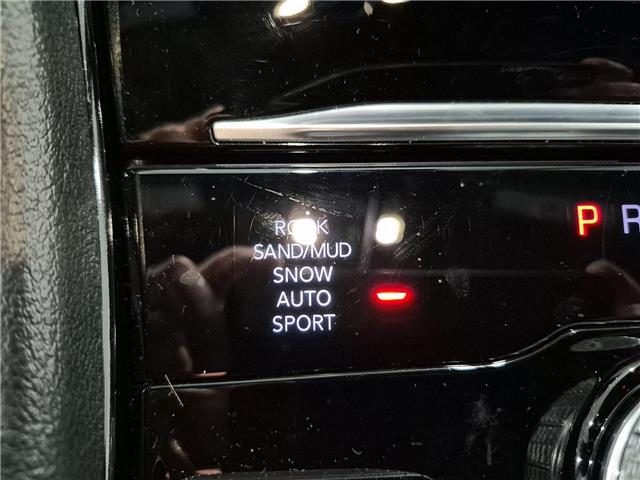 ROCK
SAND/MUD
SNOW
AUTO
SPORT
P R